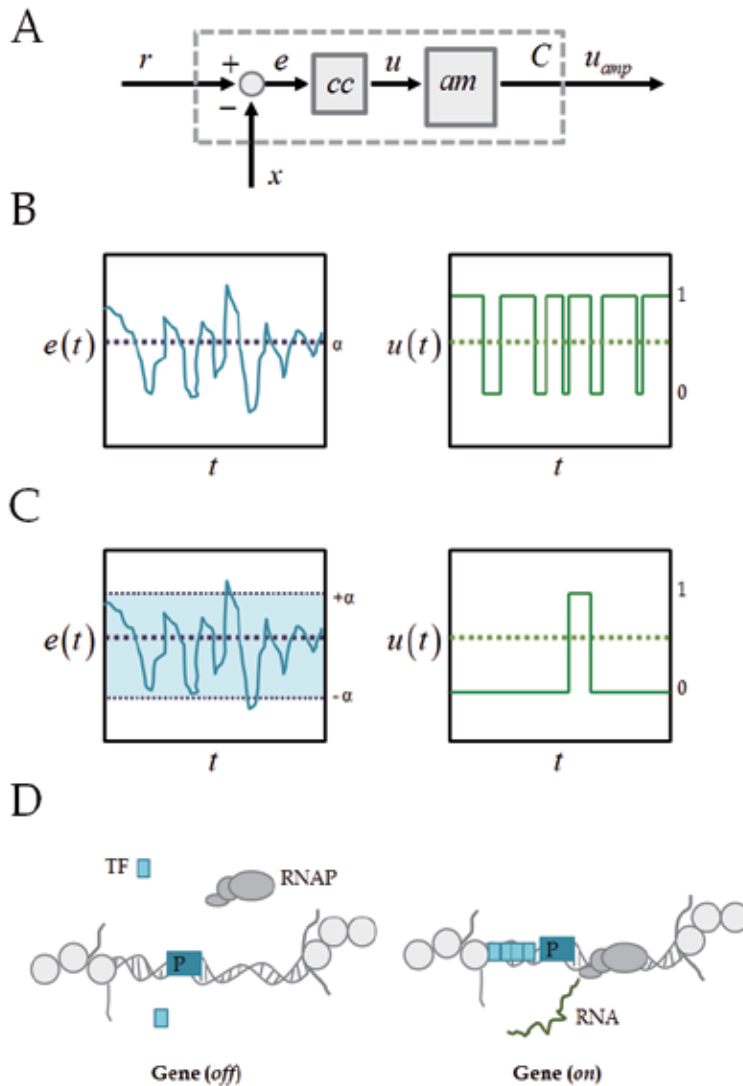 A
r + e cc u am C u_amp
−
x
B
e(t) α u(t) 1
0
t t
C
+α 1
e(t) u(t)
-α 0
t t
D
TF RNAP
P P
RNA
Gene (off) Gene (on)